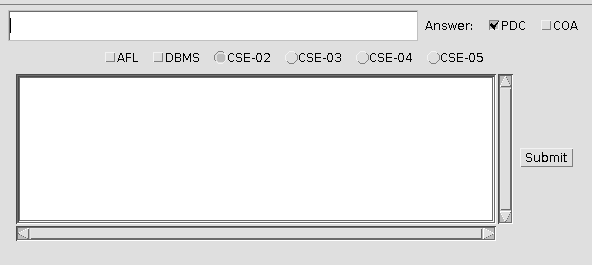 Answer: PDC COA
AFL DBMS CSE-02 CSE-03 CSE-04 CSE-05
Submit